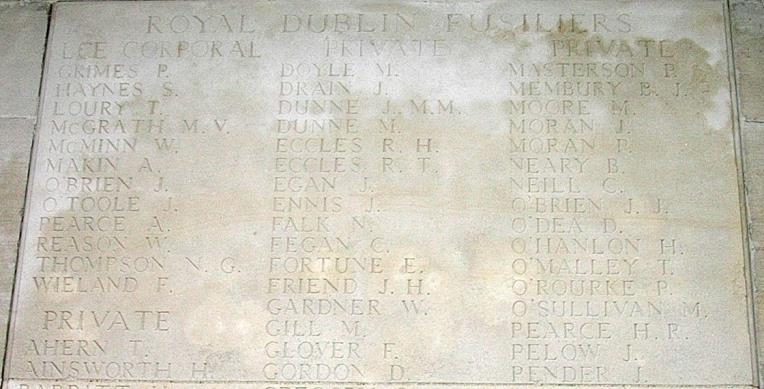 ROYAL DUBLIN FUSILIERS
LCE CORPORAL
GRIMES P.
HAYNES S.
LOURY T.
McGRATH M. V.
McMINN W.
MAKIN A.
O'BRIEN J.
O'TOOLE J.
PEARCE A.
REASON W.
THOMPSON N. G.
WIELAND F.
PRIVATE
AHERN T.
AINSWORTH H.
PRIVATE
DOYLE M.
DRAIN J.
DUNNE J., M.M.
DUNNE M.
ECCLES R. H.
ECCLES R. T.
EGAN J.
ENNIS J.
FALK N.
FEGAN C.
FORTUNE E.
FRIEND J. H.
GARDNER W.
GILL M.
GLOVER F.
GORDON D.
PRIVATE
MASTERSON P.
MEMBURY B. J.
MOORE M.
MORAN J.
MORAN P.
NEARY B.
NEILL C.
O'BRIEN J. J.
O'DEA D.
O'HANLON H.
O'MALLEY T.
O'ROURKE P.
O'SULLIVAN M.
PEARCE H. R.
PELOW J.
PENDER J.